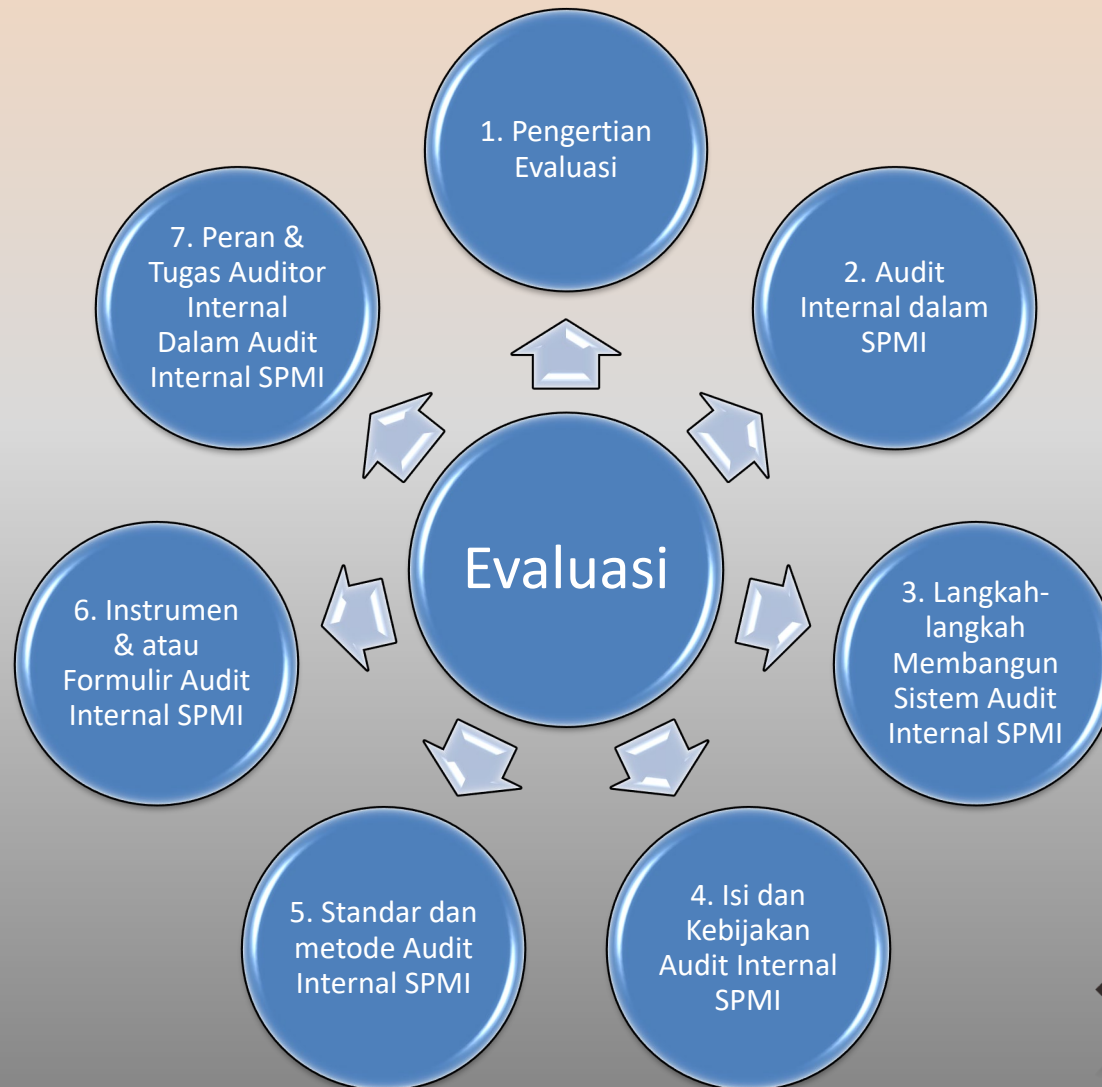 1. Pengertian
Evaluasi
2. Audit
Internal dalam
SPMI
3. Langkah-
langkah
Membangun
Sistem Audit
Internal SPMI
4. Isi dan
Kebijakan
Audit Internal
SPMI
5. Standar dan
metode Audit
Internal SPMI
6. Instrumen
& atau
Formulir Audit
Internal SPMI
7. Peran &
Tugas Auditor
Internal
Dalam Audit
Internal SPMI
Evaluasi